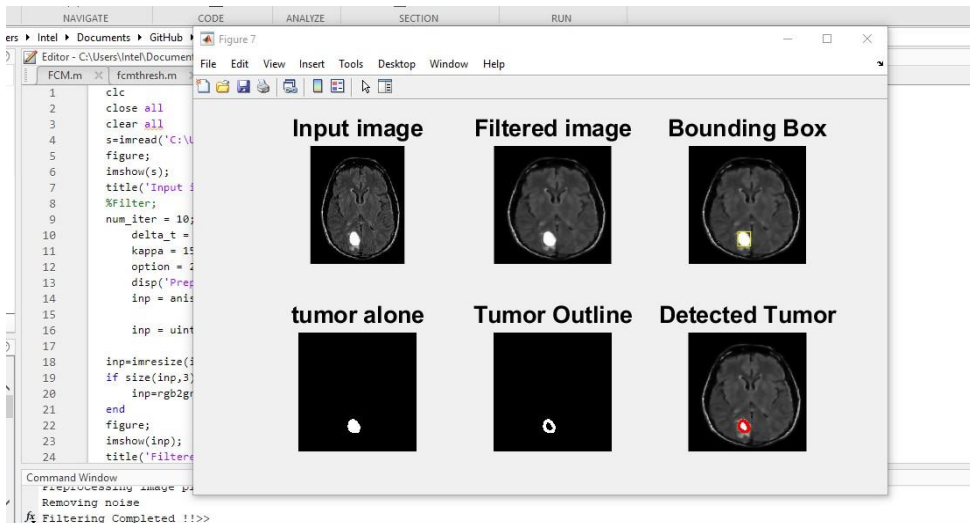 NAVIGATE CODE ANALYZE SECTION RUN
ers ▸ Intel ▸ Documents ▸ GitHub ▸
Editor - C:\Users\Intel\Document
FCM.m × fcmthresh.m
1 clc
2 close all
3 clear all
4 s=imread('C:\U
5 figure;
6 imshow(s);
7 title('Input i
8 %Filter;
9 num_iter = 10;
10 delta_t =
11 kappa = 15
12 option = 2
13 disp('Prep
14 inp = anis
15
16 inp = uint
17
18 inp=imresize(i
19 if size(inp,3)
20 inp=rgb2gr
21 end
22 figure;
23 imshow(inp);
24 title('Filtere
Figure 7
File Edit View Insert Tools Desktop Window Help
Input image Filtered image Bounding Box
tumor alone Tumor Outline Detected Tumor
Command Window
Preprocessing image p
Removing noise
fx Filtering Completed !!>>